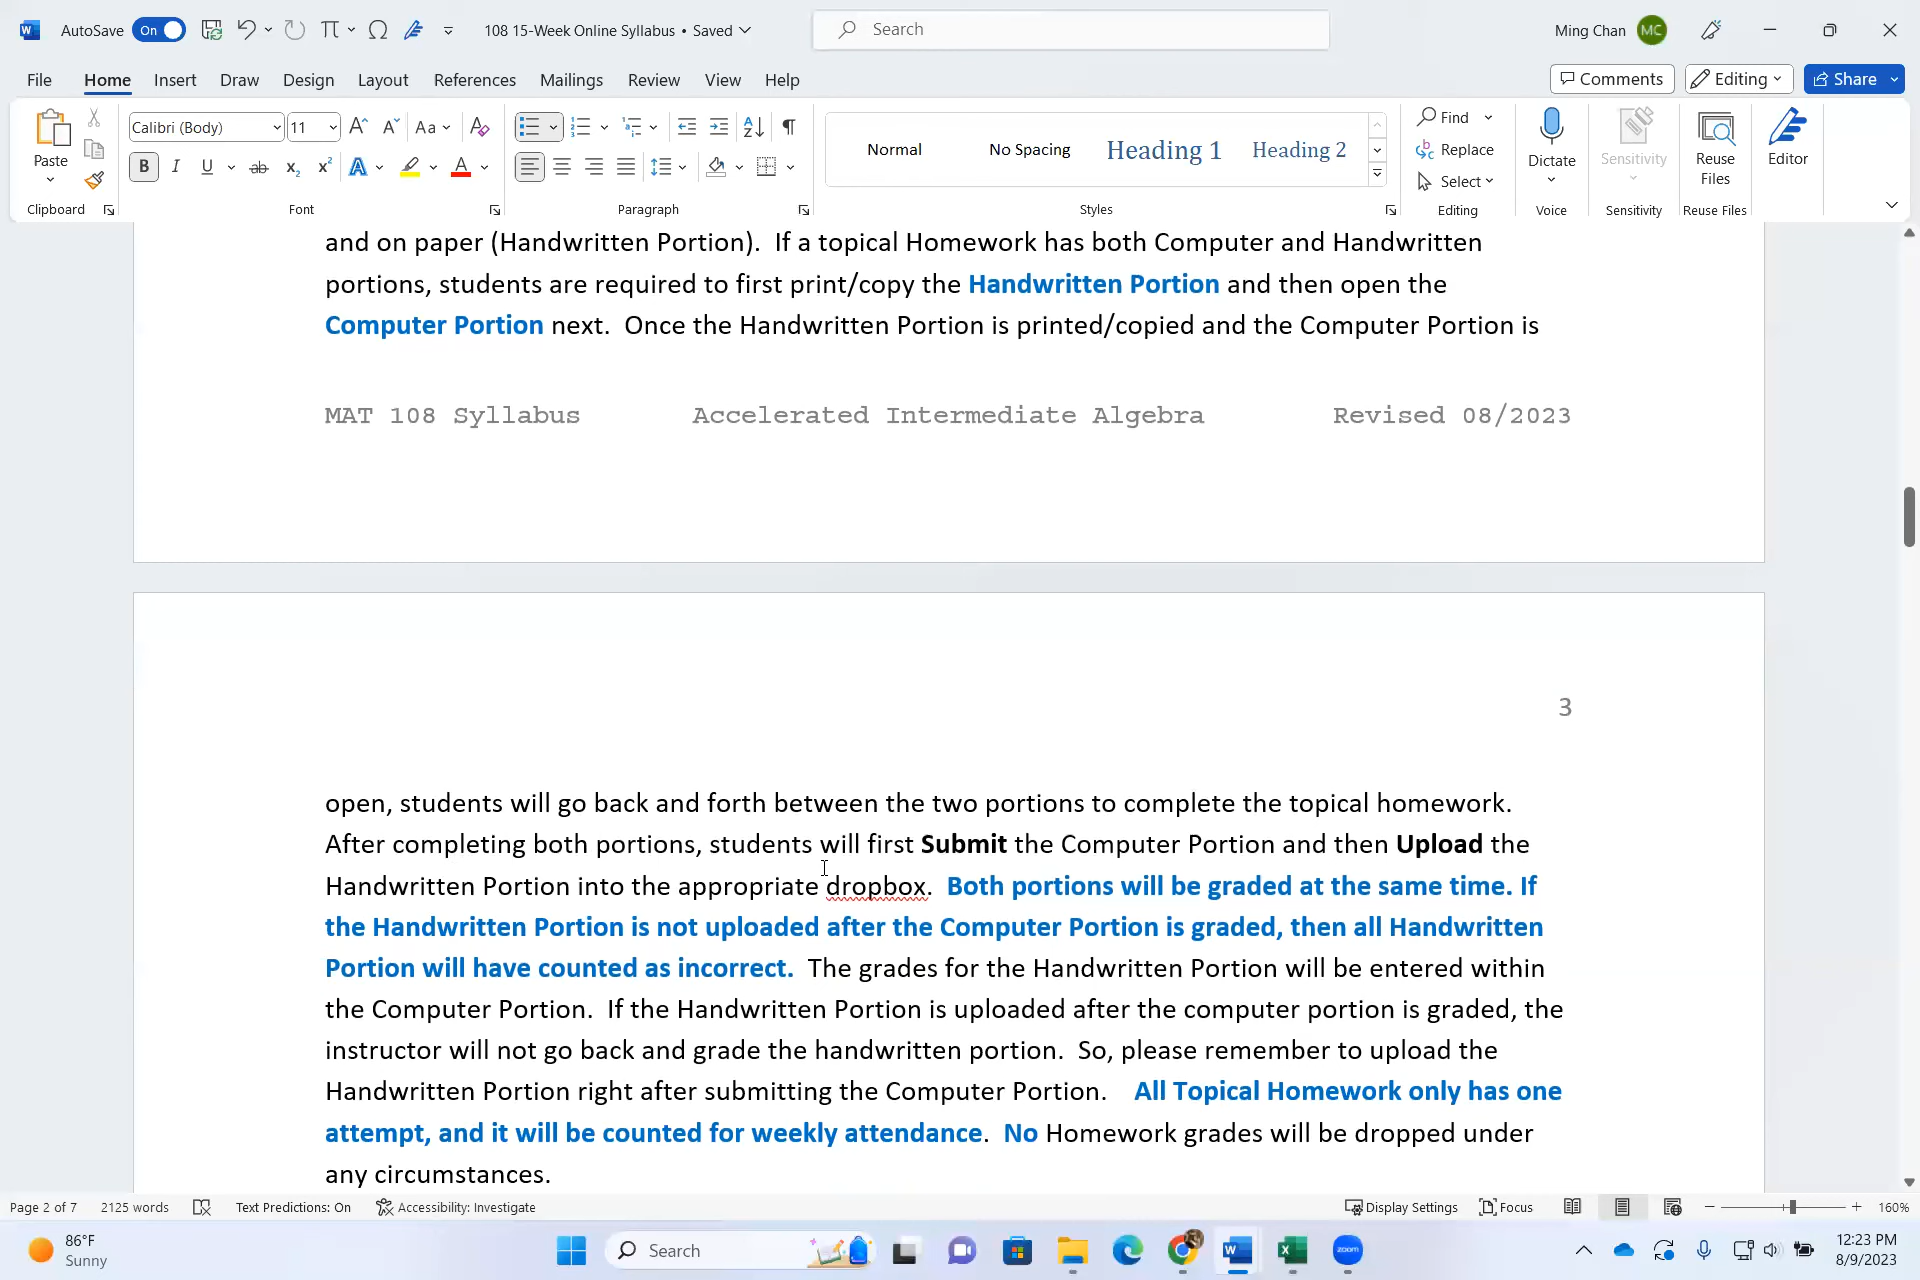 AutoSave On 108 15-Week Online Syllabus • Saved Search Ming Chan MC
File Home Insert Draw Design Layout References Mailings Review View Help Comments Editing Share
Calibri (Body) 11 Aa Normal No Spacing Heading 1 Heading 2
Paste
B I U ab x₂ x² A A
Find
Replace
Select
Dictate
Sensitivity
Reuse Files
Editor
Clipboard Font Paragraph Styles Editing Voice Sensitivity Reuse Files
and on paper (Handwritten Portion).  If a topical Homework has both Computer and Handwritten
portions, students are required to first print/copy the Handwritten Portion and then open the
Computer Portion next.  Once the Handwritten Portion is printed/copied and the Computer Portion is
MAT 108 Syllabus Accelerated Intermediate Algebra Revised 08/2023
3
open, students will go back and forth between the two portions to complete the topical homework.
After completing both portions, students will first Submit the Computer Portion and then Upload the
Handwritten Portion into the appropriate dropbox.  Both portions will be graded at the same time. If
the Handwritten Portion is not uploaded after the Computer Portion is graded, then all Handwritten
Portion will have counted as incorrect.  The grades for the Handwritten Portion will be entered within
the Computer Portion.  If the Handwritten Portion is uploaded after the computer portion is graded, the
instructor will not go back and grade the handwritten portion.  So, please remember to upload the
Handwritten Portion right after submitting the Computer Portion.   All Topical Homework only has one
attempt, and it will be counted for weekly attendance.  No Homework grades will be dropped under
any circumstances.
Page 2 of 7 2125 words Text Predictions: On Accessibility: Investigate Display Settings Focus 160%
86°F
Sunny
Search
zoom
12:23 PM
8/9/2023